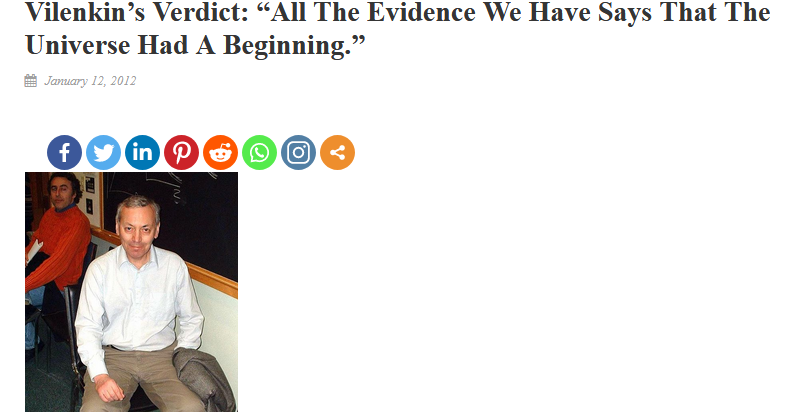 Vilenkin’s Verdict: “All The Evidence We Have Says That The
Universe Had A Beginning.”
January 12, 2012